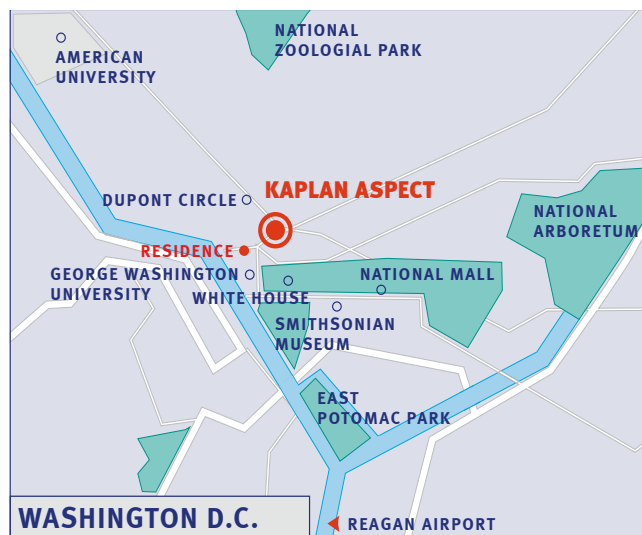 NATIONAL
ZOOLOGIAL PARK
AMERICAN
UNIVERSITY
KAPLAN ASPECT
DUPONT CIRCLE
NATIONAL
ARBORETUM
RESIDENCE
GEORGE WASHINGTON
UNIVERSITY
NATIONAL MALL
WHITE HOUSE
SMITHSONIAN
MUSEUM
EAST
POTOMAC PARK
WASHINGTON D.C.
REAGAN AIRPORT